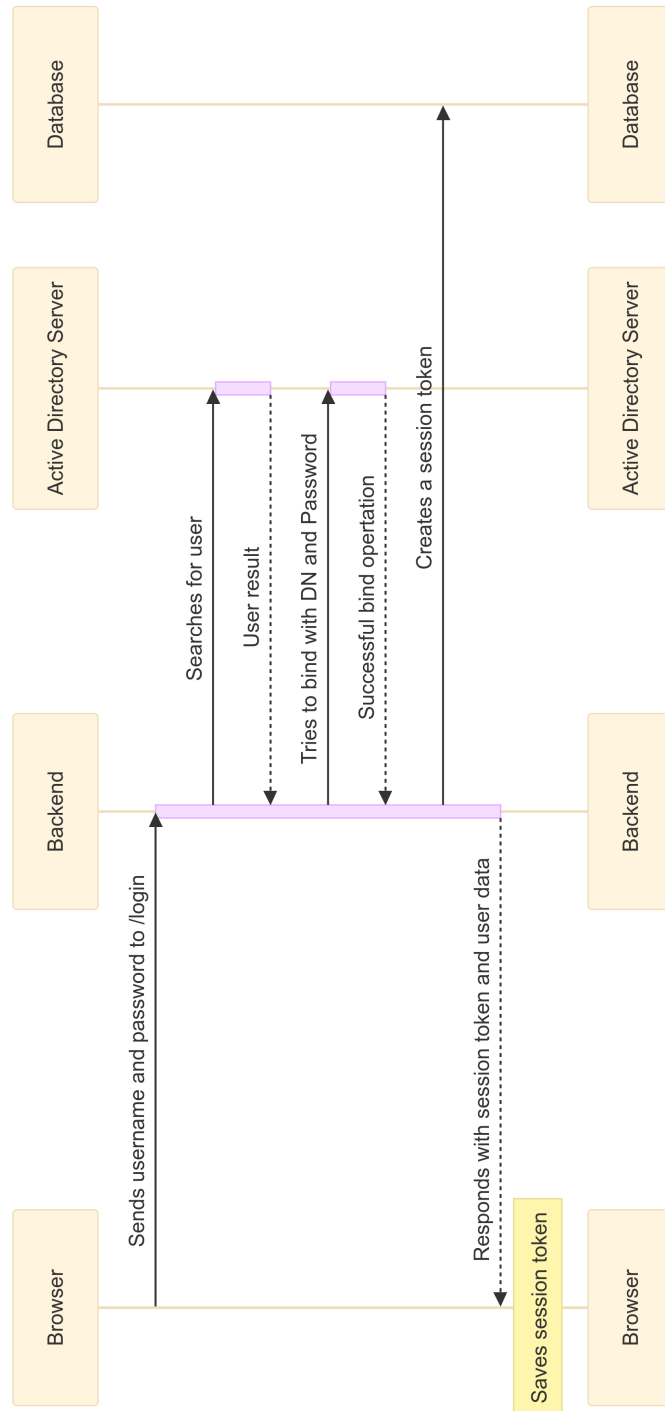 Browser
Backend
Active Directory Server
Database
Sends username and password to /login
Searches for user
User result
Tries to bind with DN and Password
Successful bind opertation
Creates a session token
Responds with session token and user data
Saves session token
Browser
Backend
Active Directory Server
Database